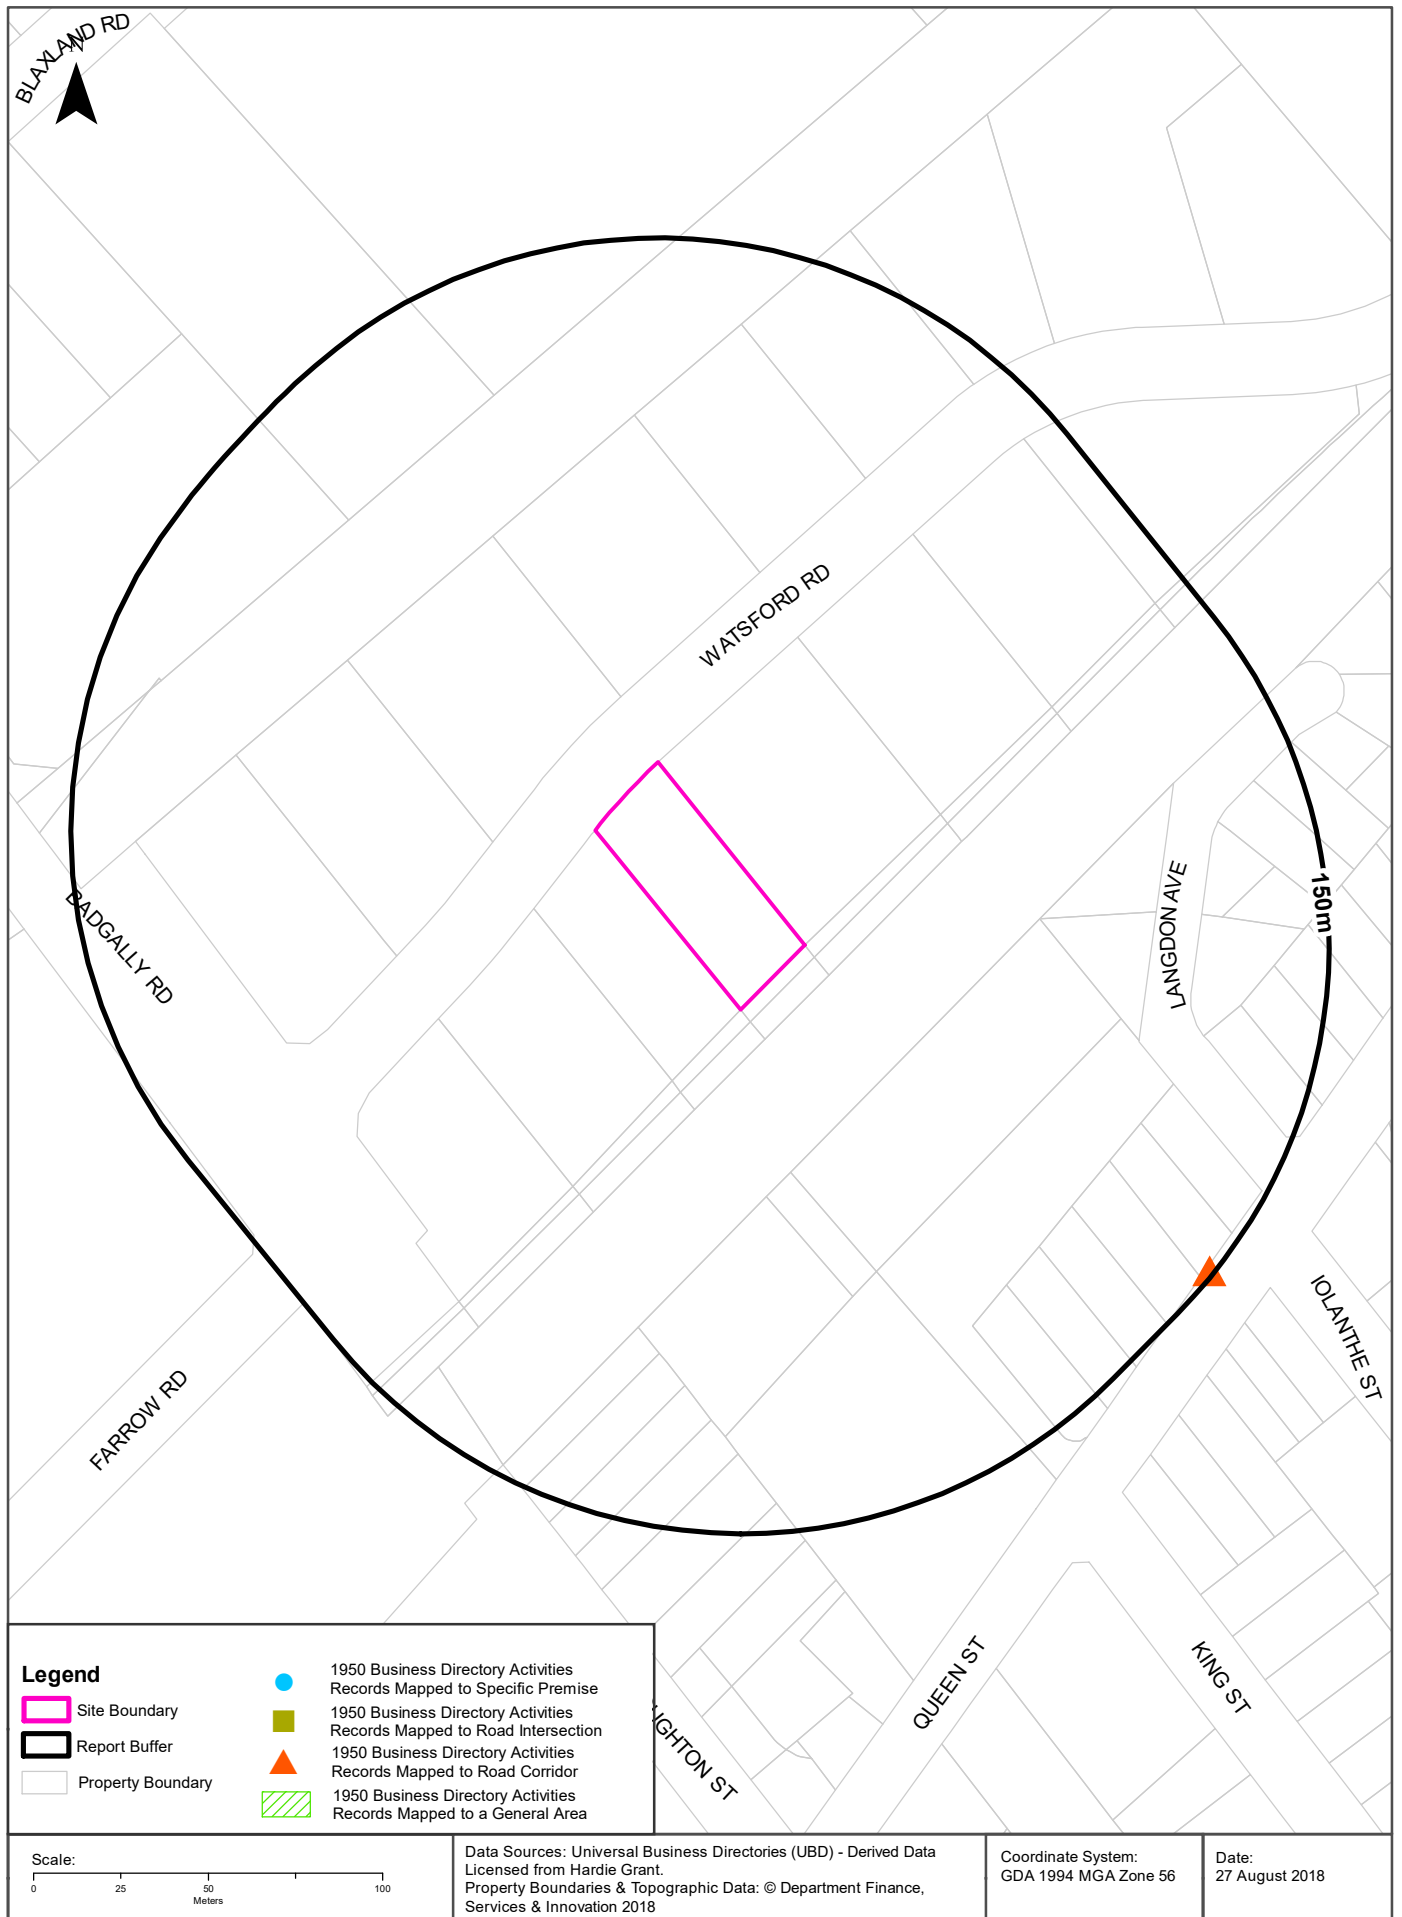 BLAXLAND RD
N
WATSFORD RD
BADGALLY RD
LANGDON AVE
150m
IOLANTHE ST
FARROW RD
QUEEN ST
KING ST
IGHTON ST
Legend
Site Boundary
Report Buffer
Property Boundary
1950 Business Directory Activities
Records Mapped to Specific Premise
1950 Business Directory Activities
Records Mapped to Road Intersection
1950 Business Directory Activities
Records Mapped to Road Corridor
1950 Business Directory Activities
Records Mapped to a General Area
Scale:
0 25 50 100
Meters
Data Sources: Universal Business Directories (UBD) - Derived Data
Licensed from Hardie Grant.
Property Boundaries & Topographic Data: © Department Finance,
Services & Innovation 2018
Coordinate System:
GDA 1994 MGA Zone 56
Date:
27 August 2018